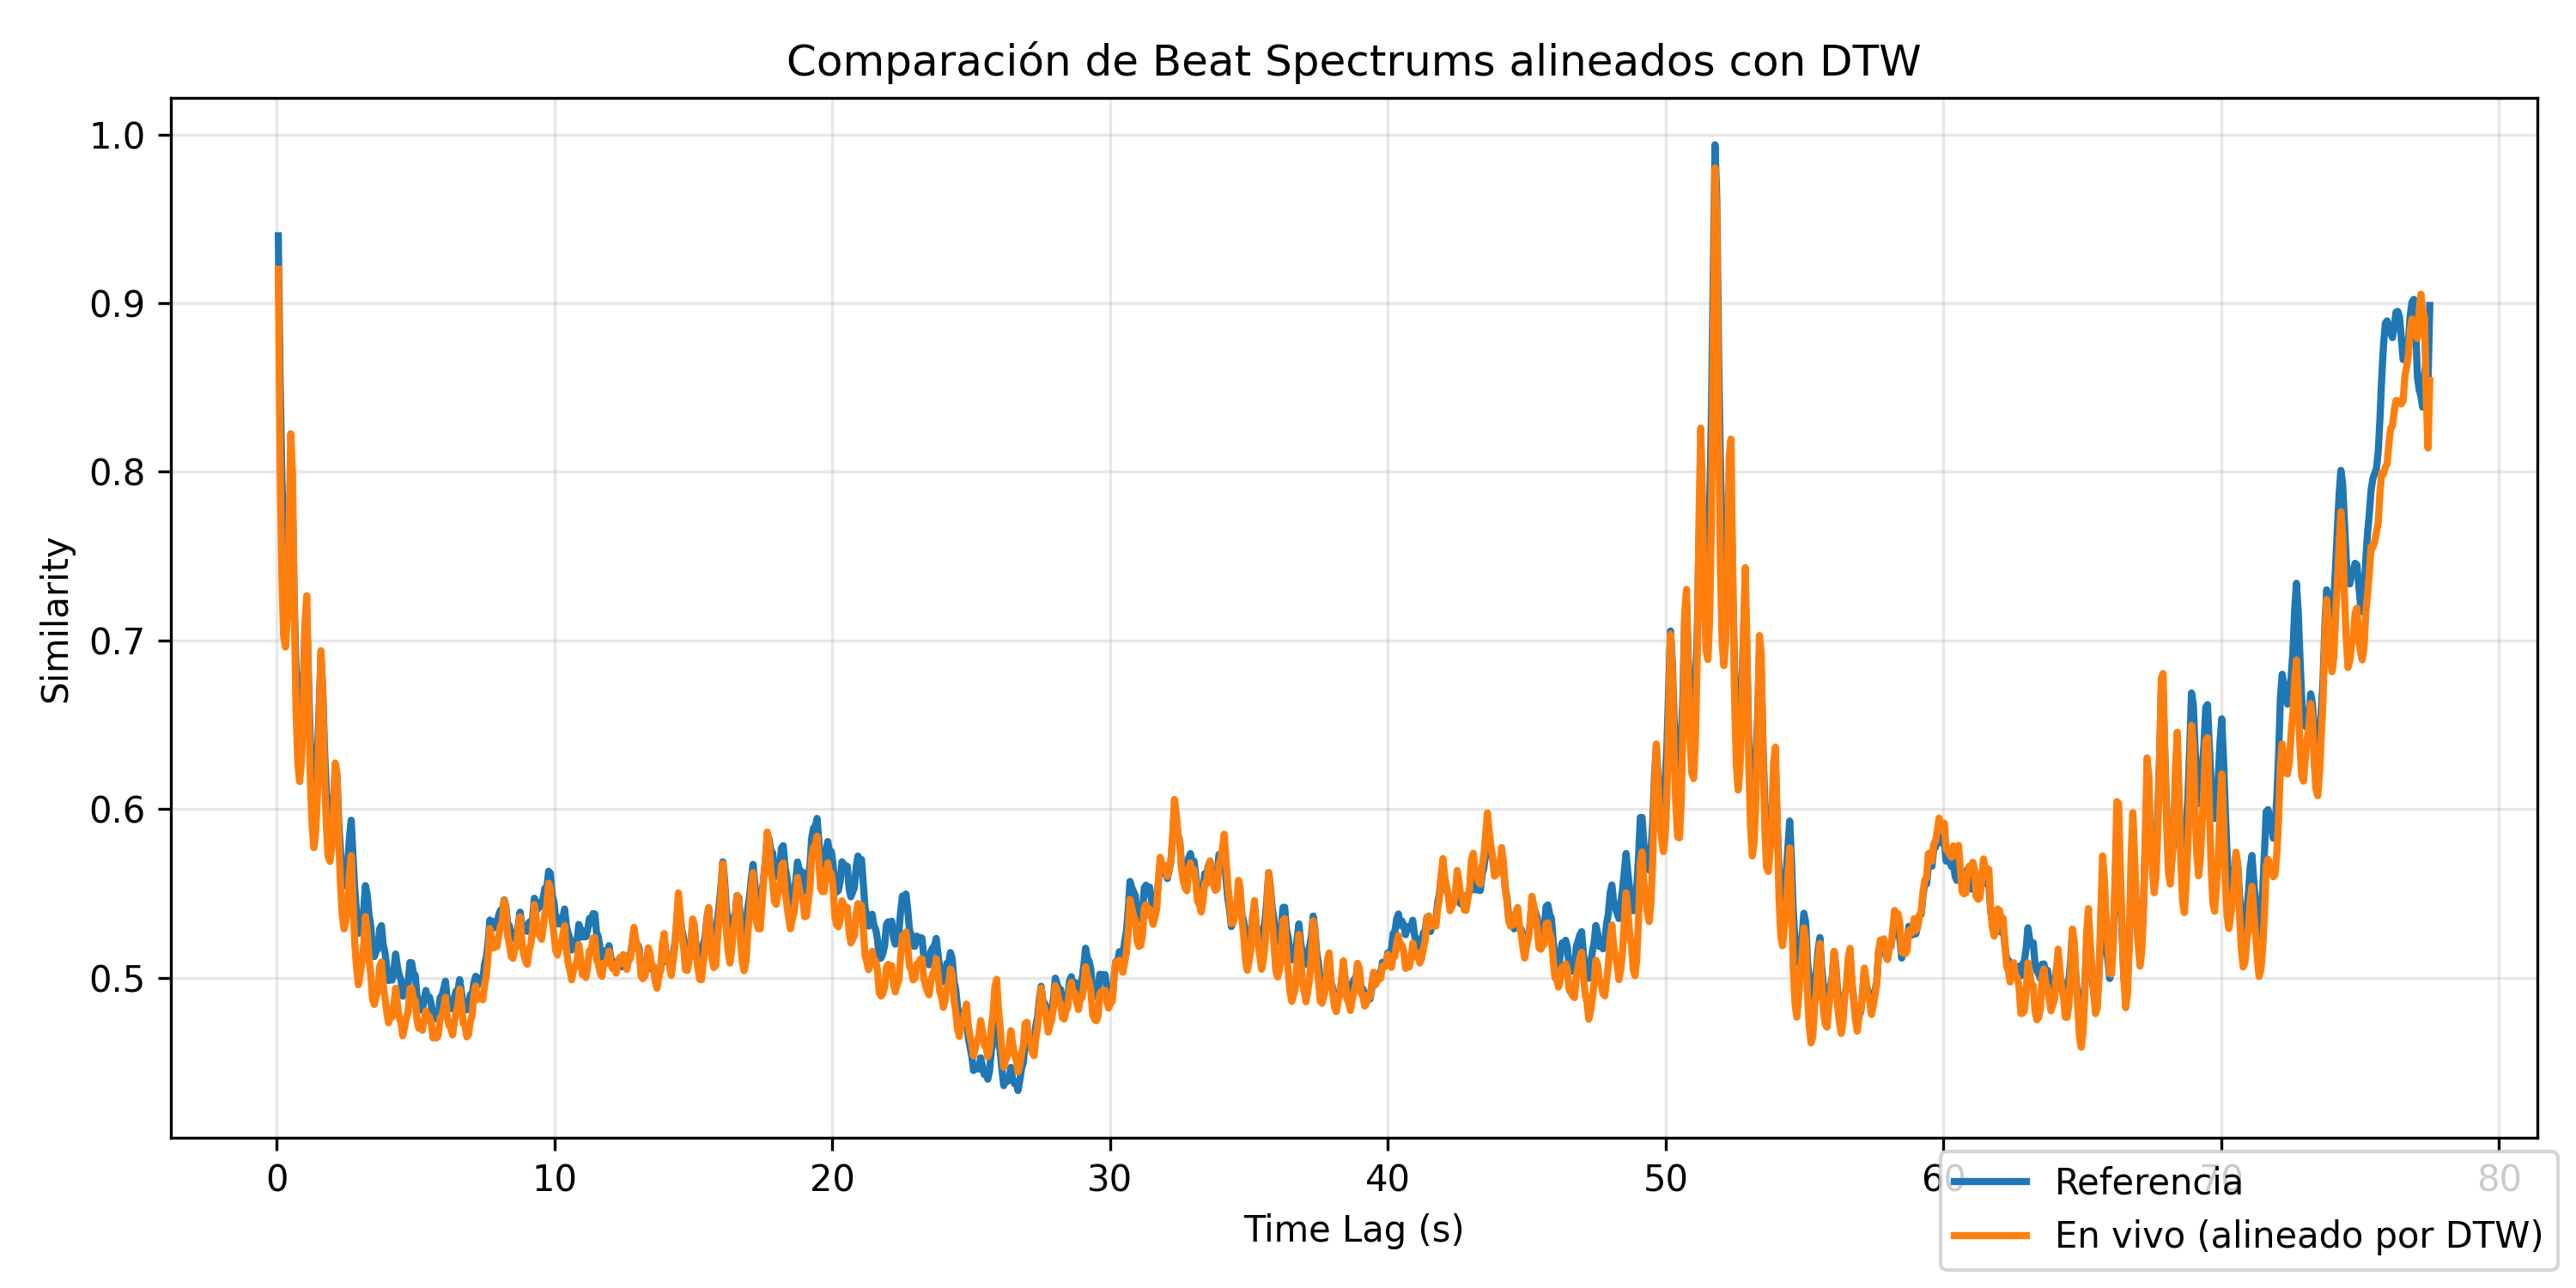 Comparación de Beat Spectrums alineados con DTW
1.0
0.9
0.8
0.7
0.6
0.5
Similarity
0 10 20 30 40 50 60 70 80
Time Lag (s)
Referencia
En vivo (alineado por DTW)